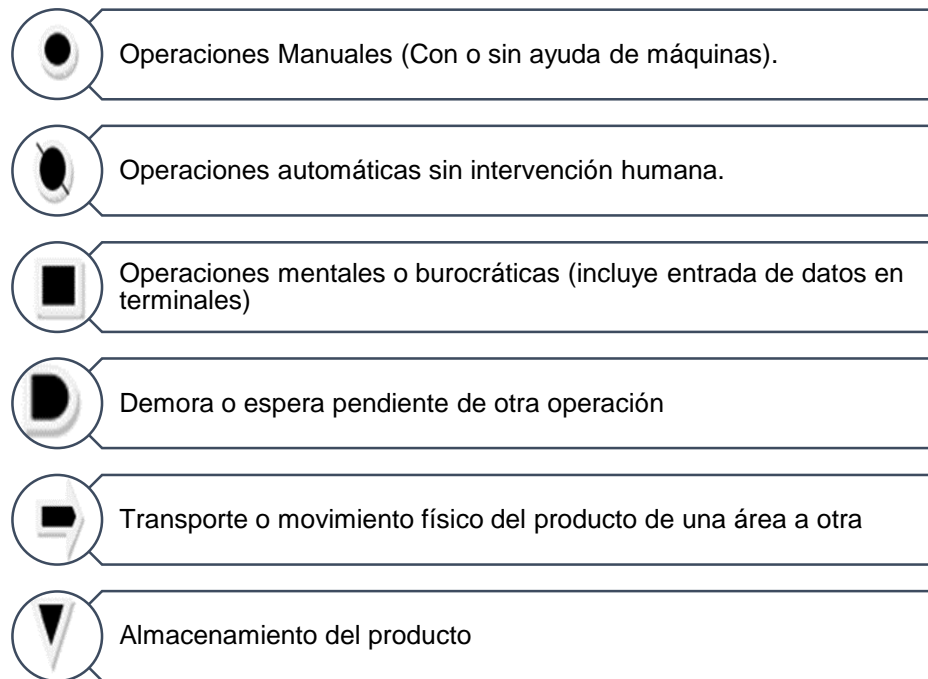 Operaciones Manuales (Con o sin ayuda de máquinas).
Operaciones automáticas sin intervención humana.
Operaciones mentales o burocráticas (incluye entrada de datos en
terminales)
Demora o espera pendiente de otra operación
Transporte o movimiento físico del producto de una área a otra
Almacenamiento del producto